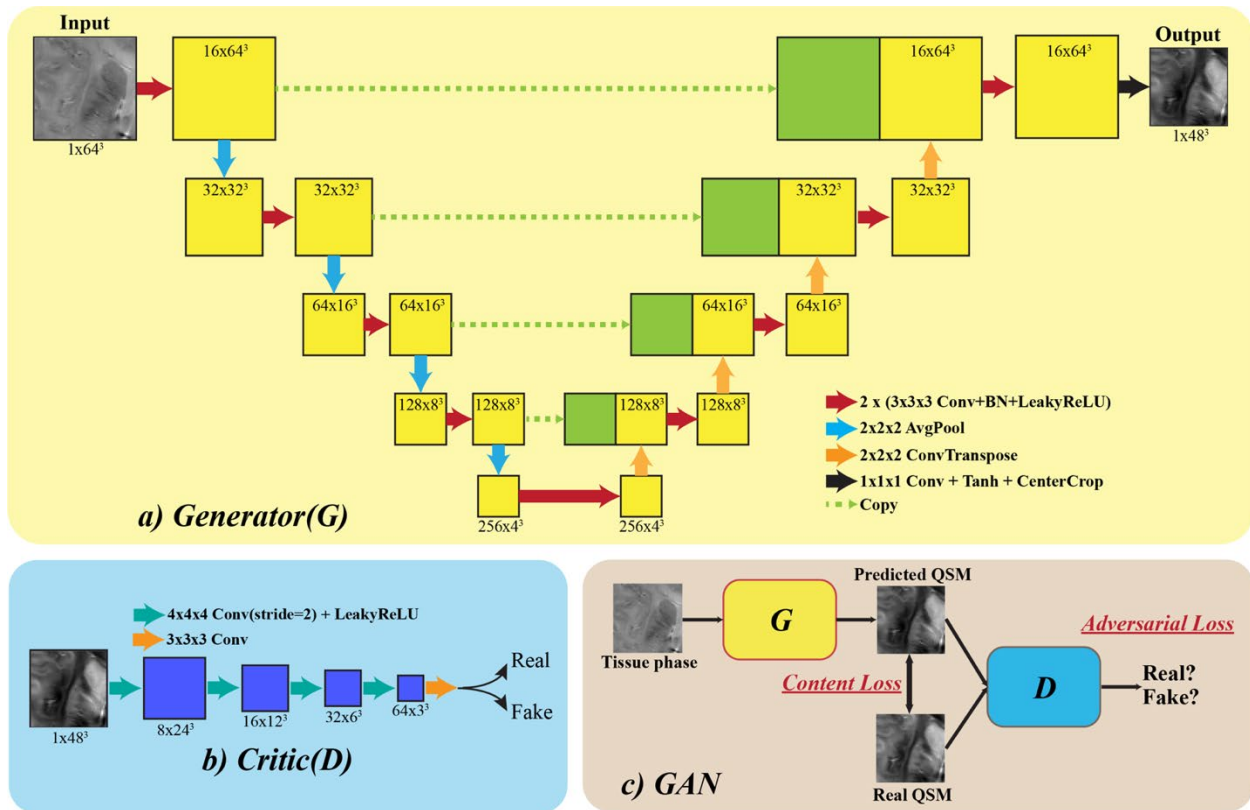 Input
Output
16x64³
16x64³
16x64³
1x64³
1x48³
32x32³
32x32³
32x32³
32x32³
64x16³
64x16³
64x16³
64x16³
128x8³
128x8³
128x8³
128x8³
256x4³
256x4³
2 x (3x3x3 Conv+BN+LeakyReLU)
2x2x2 AvgPool
2x2x2 ConvTranspose
1x1x1 Conv + Tanh + CenterCrop
Copy
a) Generator(G)
4x4x4 Conv(stride=2) + LeakyReLU
3x3x3 Conv
Real
Fake
1x48³
8x24³
16x12³
32x6³
64x3³
b) Critic(D)
Predicted QSM
G
Tissue phase
Content Loss
Adversarial Loss
D
Real?
Fake?
Real QSM
c) GAN